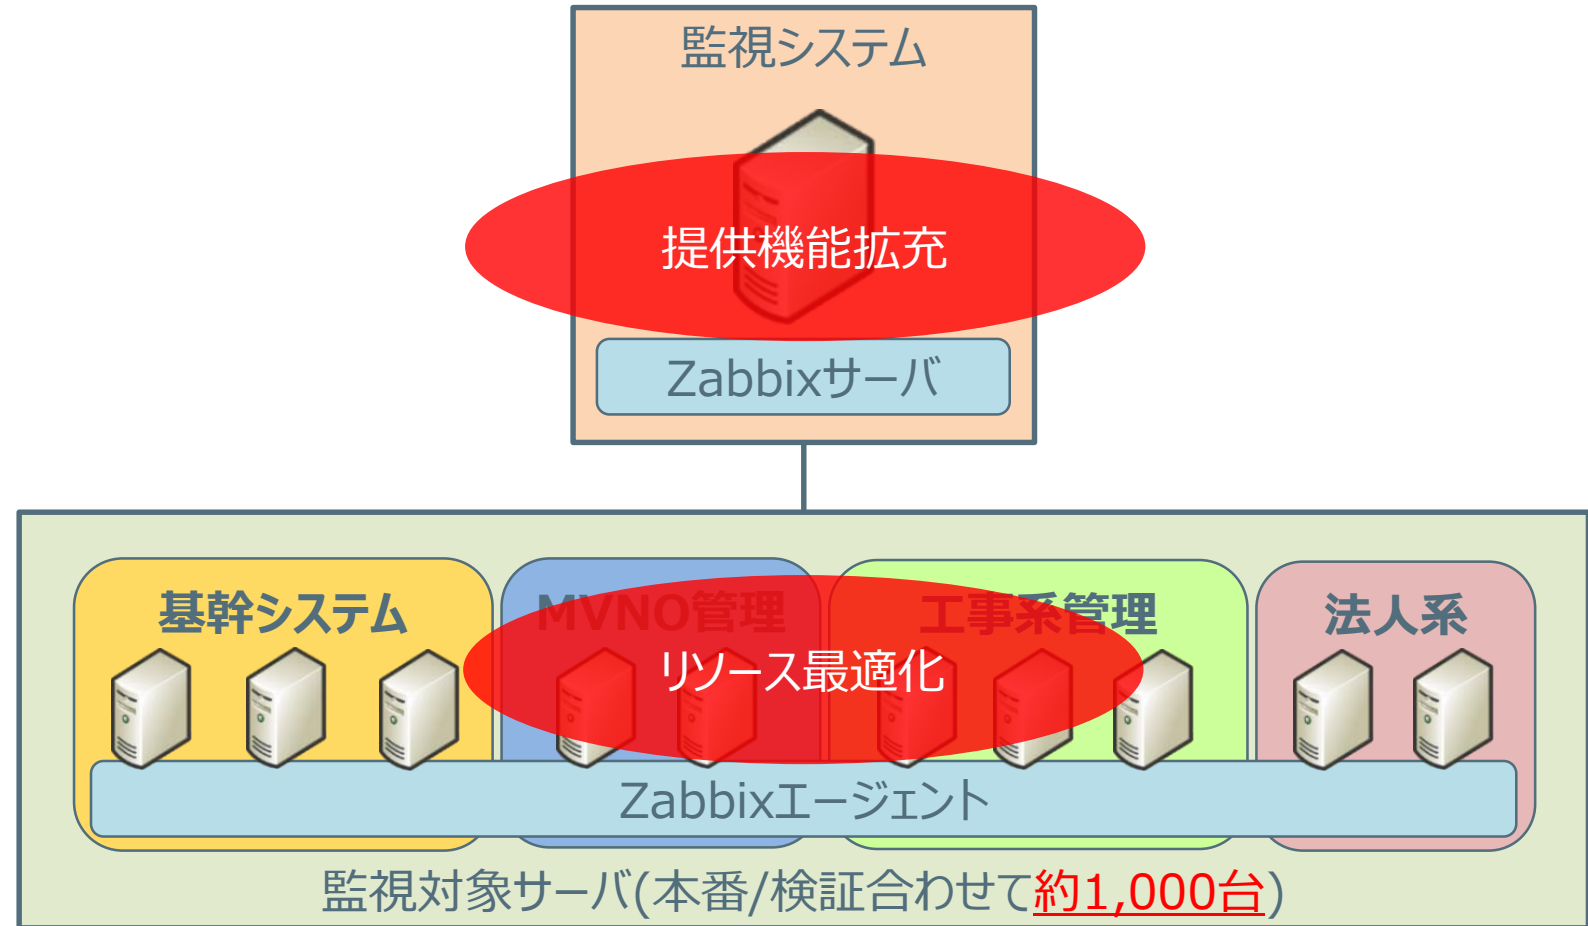 監視システム
提供機能拡充
Zabbixサーバ
基幹システム
MVNO管理
工事系管理
法人系
リソース最適化
Zabbixエージェント
監視対象サーバ(本番/検証合わせて約1,000台)